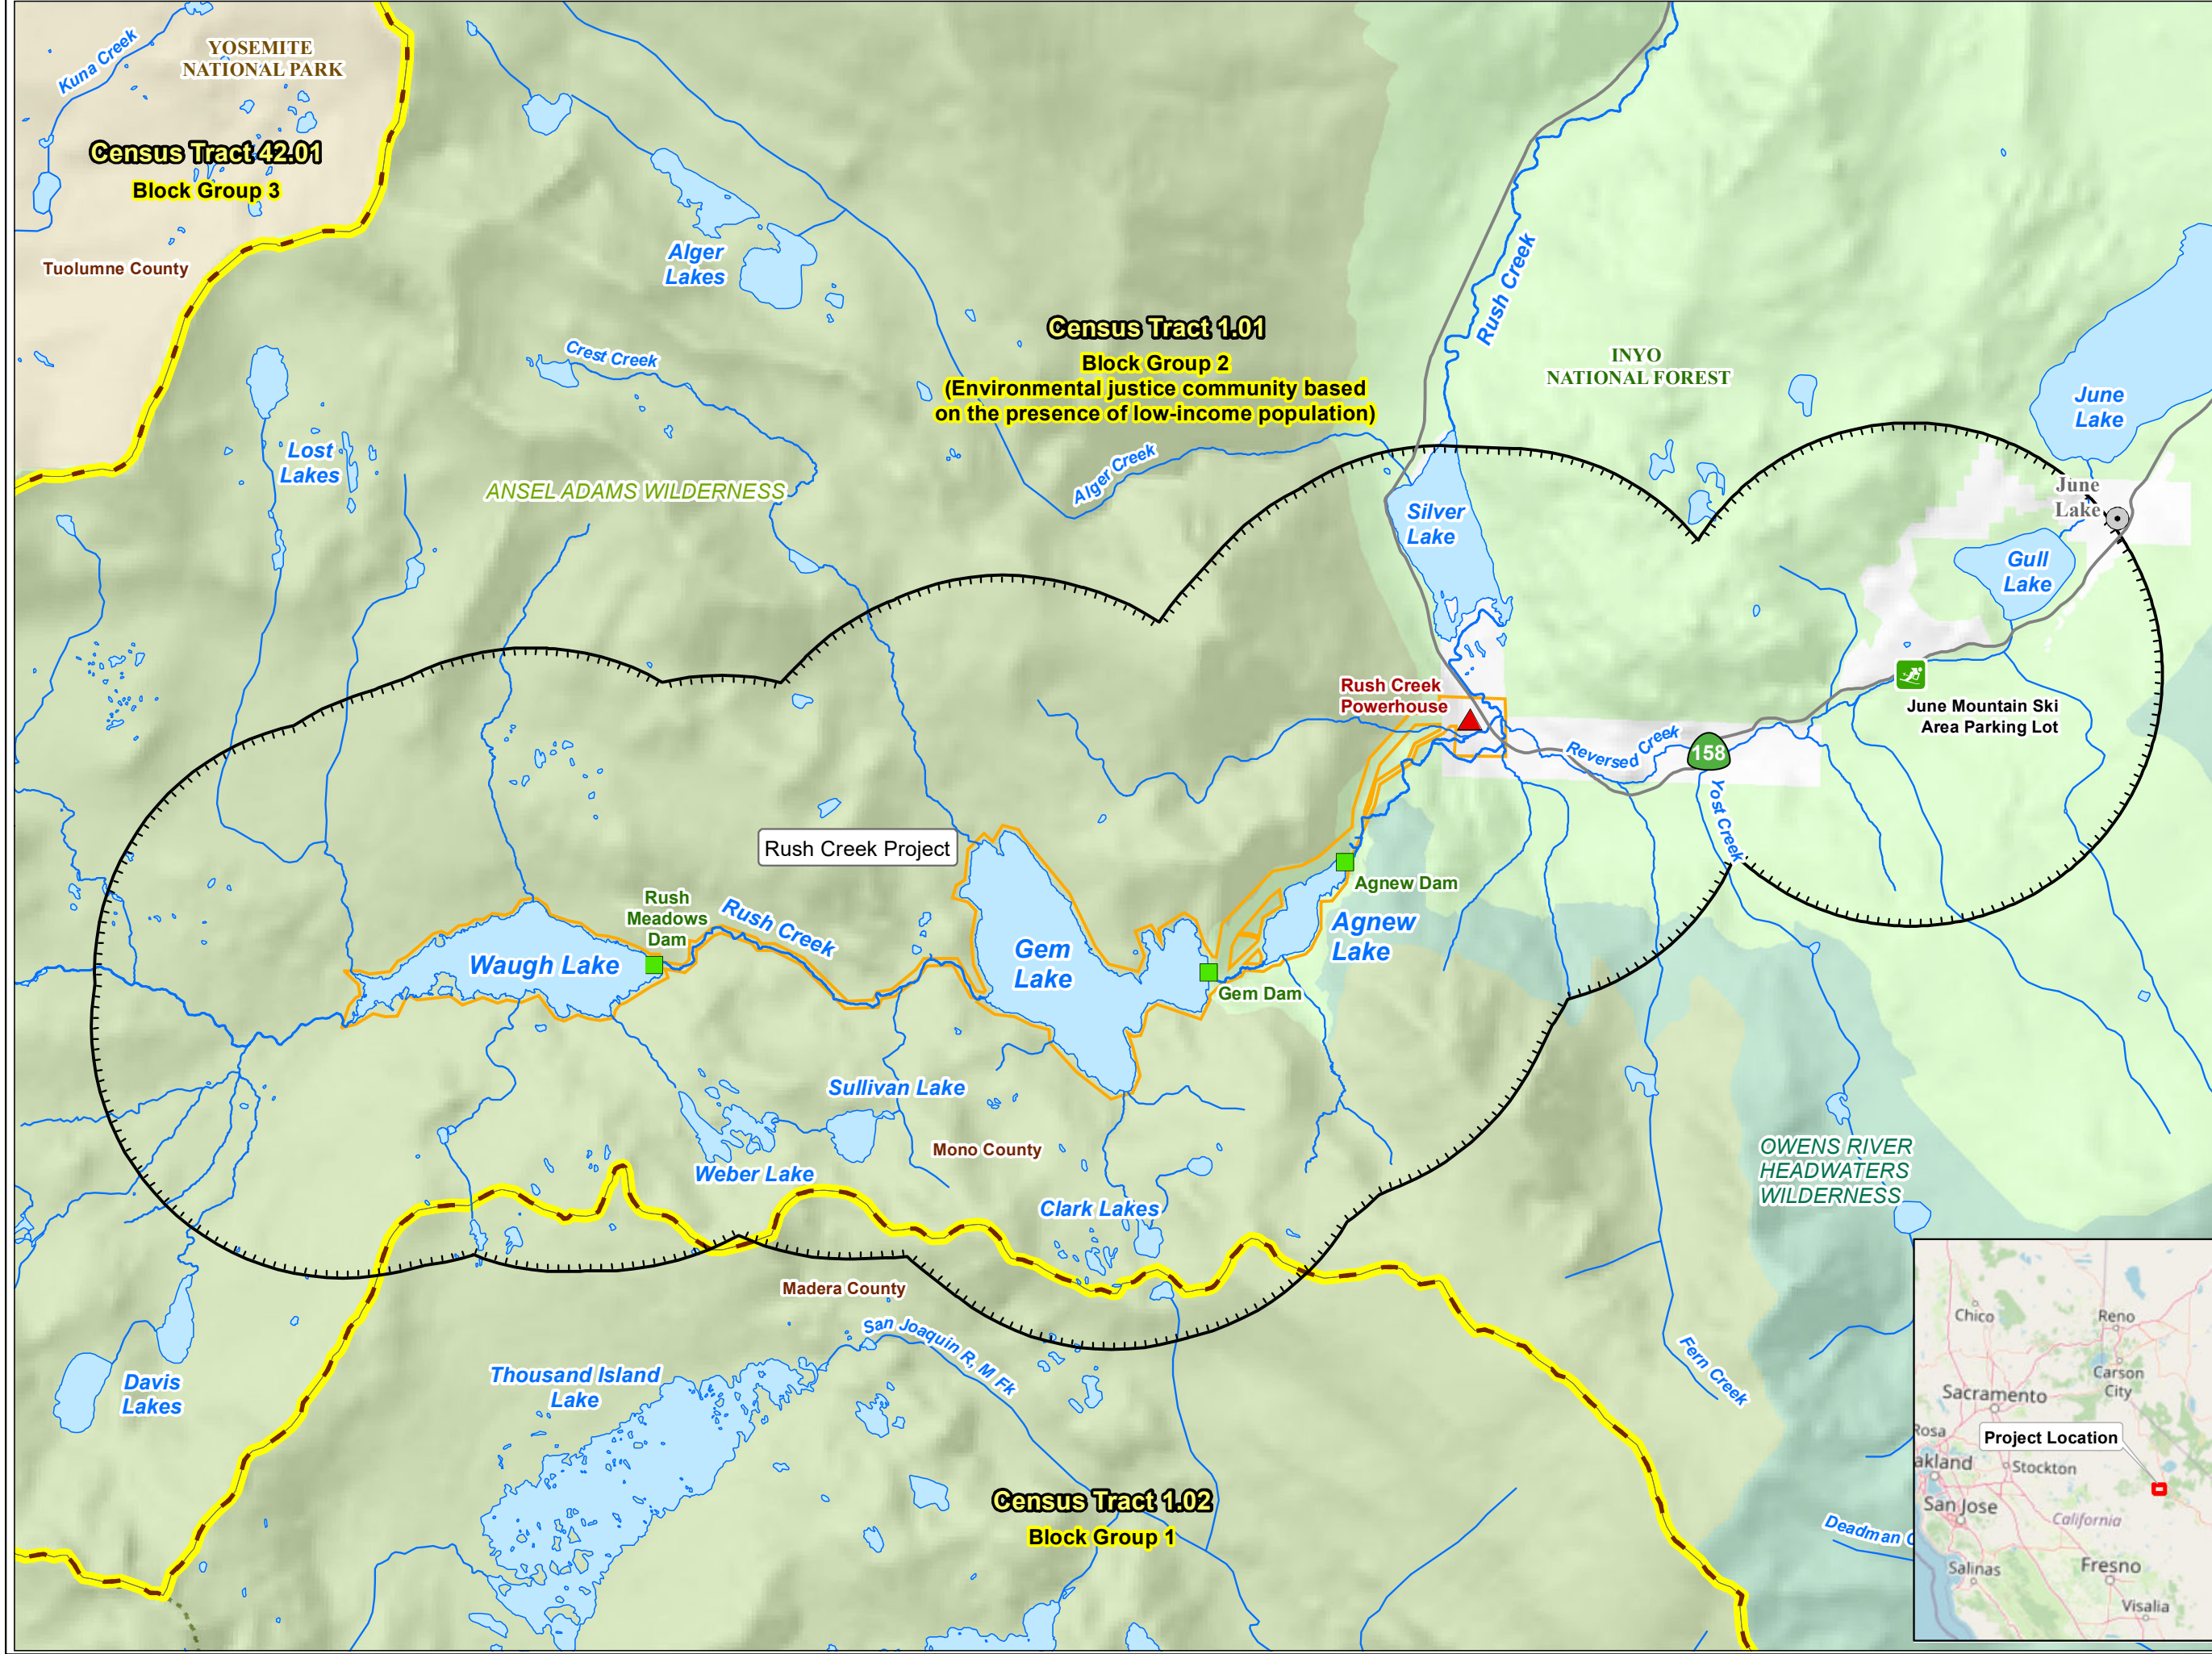 Kuna Creek
YOSEMITE
NATIONAL PARK
Census Tract 42.01
Block Group 3
Tuolumne County
Alger
Lakes
Crest Creek
Census Tract 1.01
Block Group 2
(Environmental justice community based
on the presence of low-income population)
Rush Creek
INYO
NATIONAL FOREST
June
Lake
Lost
Lakes
ANSEL ADAMS WILDERNESS
Alger Creek
Silver
Lake
June
Lake
Gull
Lake
Rush Creek
Powerhouse
June Mountain Ski
Area Parking Lot
Reversed Creek
158
Yost Creek
Rush Creek Project
Agnew Dam
Rush
Meadows
Dam
Rush Creek
Agnew
Lake
Waugh Lake
Gem
Lake
Gem Dam
Sullivan Lake
Mono County
Weber Lake
Clark Lakes
OWENS RIVER
HEADWATERS
WILDERNESS
Madera County
San Joaquin R, M Fk
Thousand Island
Lake
Davis
Lakes
Fern Creek
Census Tract 1.02
Block Group 1
Deadman C
Chico
Reno
Carson
City
Sacramento
Rosa
Project Location
akland
Stockton
San Jose
California
Salinas
Fresno
Visalia